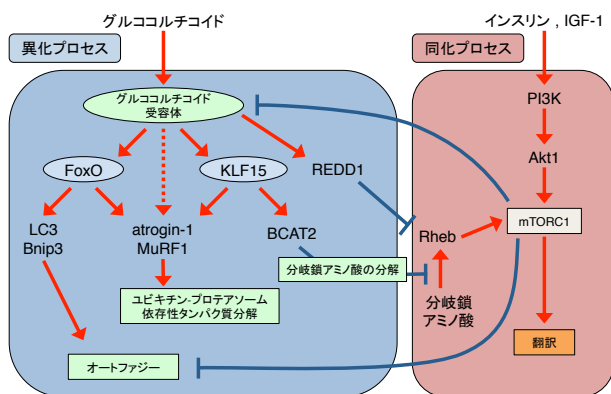 グルココルチコイド
インスリン , IGF-1
異化プロセス
同化プロセス
グルココルチコイド
受容体
PI3K
Akt1
FoxO
KLF15
REDD1
mTORC1
LC3
Bnip3
atrogin-1
MuRF1
BCAT2
Rheb
分岐鎖アミノ酸の分解
分岐鎖
アミノ酸
ユビキチン-プロテアソーム
依存性タンパク質分解
翻訳
オートファジー